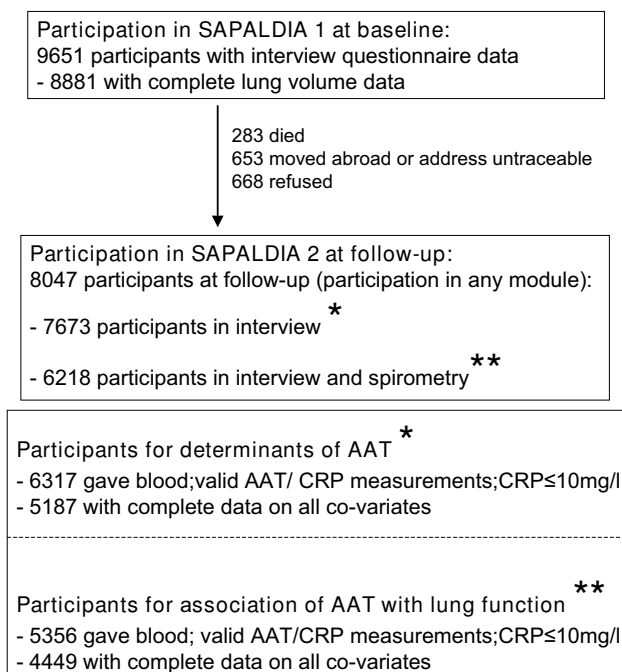 Participation in SAPALDIA 1 at baseline:
9651 participants with interview questionnaire data
- 8881 with complete lung volume data
283 died
653 moved abroad or address untraceable
668 refused
Participation in SAPALDIA 2 at follow-up:
8047 participants at follow-up (participation in any module):
- 7673 participants in interview *
- 6218 participants in interview and spirometry **
Participants for determinants of AAT *
- 6317 gave blood;valid AAT/ CRP measurements;CRP≤10mg/l
- 5187 with complete data on all co-variates
Participants for association of AAT with lung function **
- 5356 gave blood; valid AAT/CRP measurements;CRP≤10mg/l
- 4449 with complete data on all co-variates